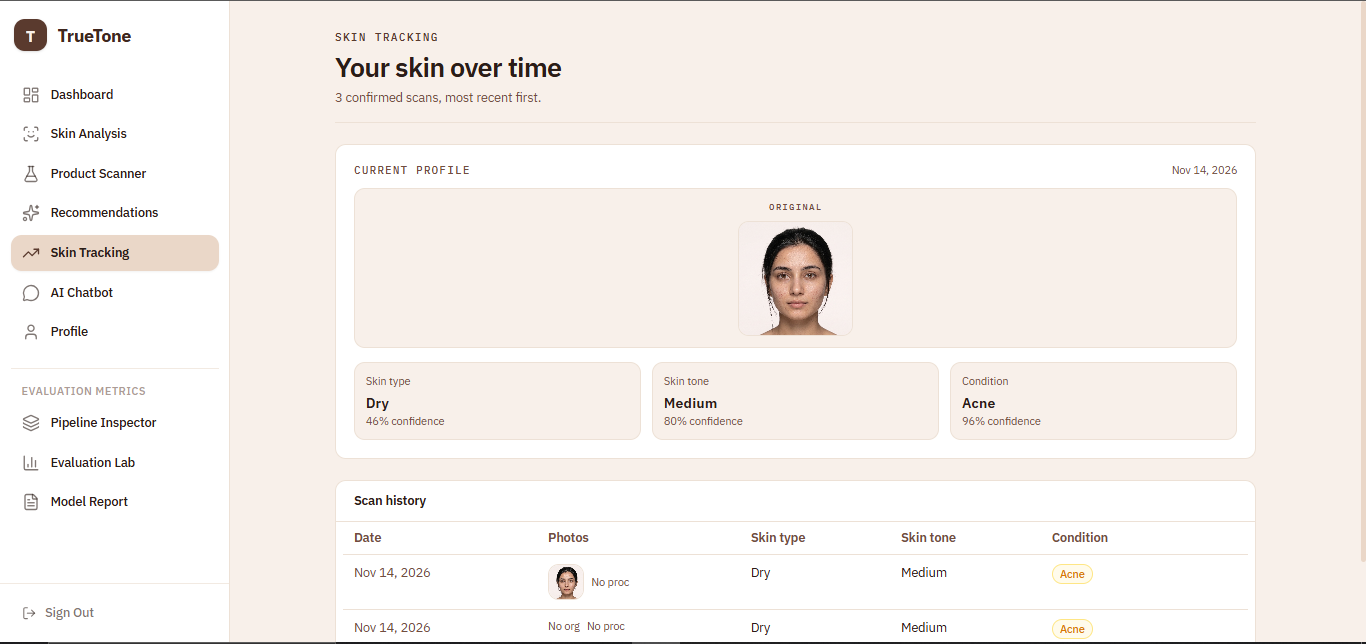 T TrueTone
Dashboard
Skin Analysis
Product Scanner
Recommendations
Skin Tracking
AI Chatbot
Profile
EVALUATION METRICS
Pipeline Inspector
Evaluation Lab
Model Report
Sign Out
SKIN TRACKING
Your skin over time
3 confirmed scans, most recent first.
CURRENT PROFILE Nov 14, 2026
ORIGINAL
Skin type Skin tone Condition
Dry Medium Acne
46% confidence 80% confidence 96% confidence
Scan history
Date Photos Skin type Skin tone Condition
Nov 14, 2026 No proc Dry Medium Acne
Nov 14, 2026 No org No proc Dry Medium Acne